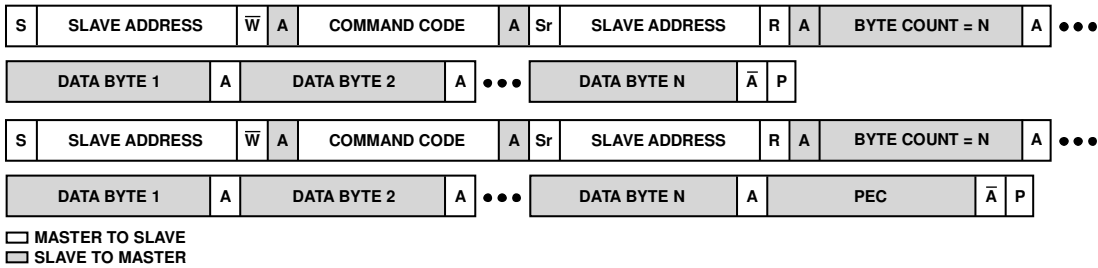 S SLAVE ADDRESS W̅ A COMMAND CODE A Sr SLAVE ADDRESS R A BYTE COUNT = N A •••
DATA BYTE 1 A DATA BYTE 2 A ••• DATA BYTE N A̅ P
S SLAVE ADDRESS W̅ A COMMAND CODE A Sr SLAVE ADDRESS R A BYTE COUNT = N A •••
DATA BYTE 1 A DATA BYTE 2 A ••• DATA BYTE N A PEC A̅ P
MASTER TO SLAVE
SLAVE TO MASTER